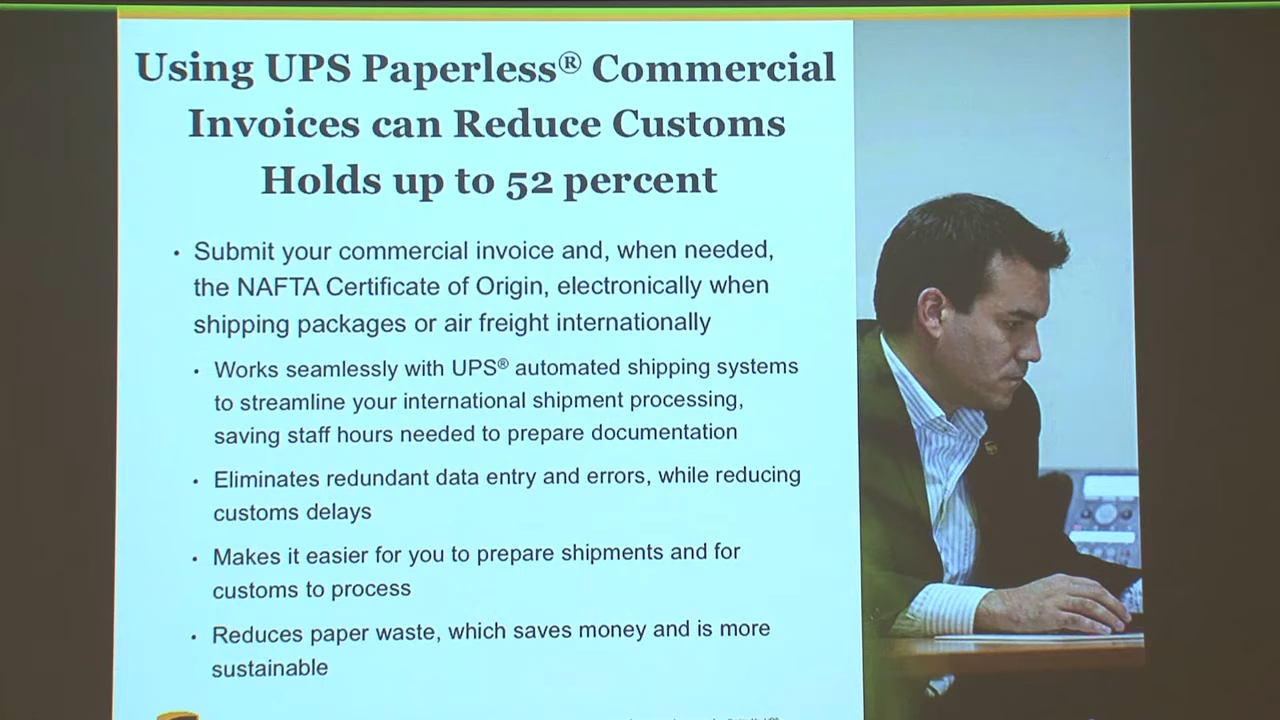 Using UPS Paperless® Commercial
Invoices can Reduce Customs
Holds up to 52 percent
• Submit your commercial invoice and, when needed,
the NAFTA Certificate of Origin, electronically when
shipping packages or air freight internationally
• Works seamlessly with UPS® automated shipping systems
to streamline your international shipment processing,
saving staff hours needed to prepare documentation
• Eliminates redundant data entry and errors, while reducing
customs delays
• Makes it easier for you to prepare shipments and for
customs to process
• Reduces paper waste, which saves money and is more
sustainable